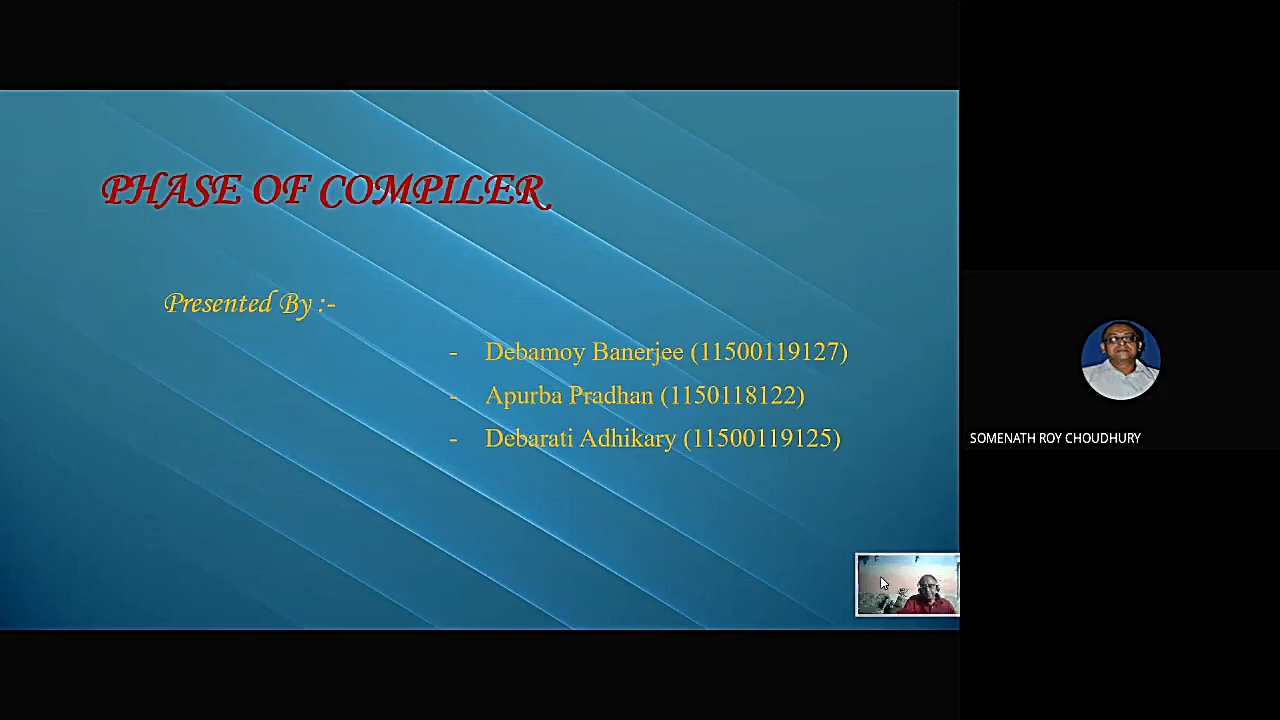 PHASE OF COMPILER
Presented By :-
- Debamoy Banerjee (11500119127)
- Apurba Pradhan (1150118122)
- Debarati Adhikary (11500119125)
SOMENATH ROY CHOUDHURY